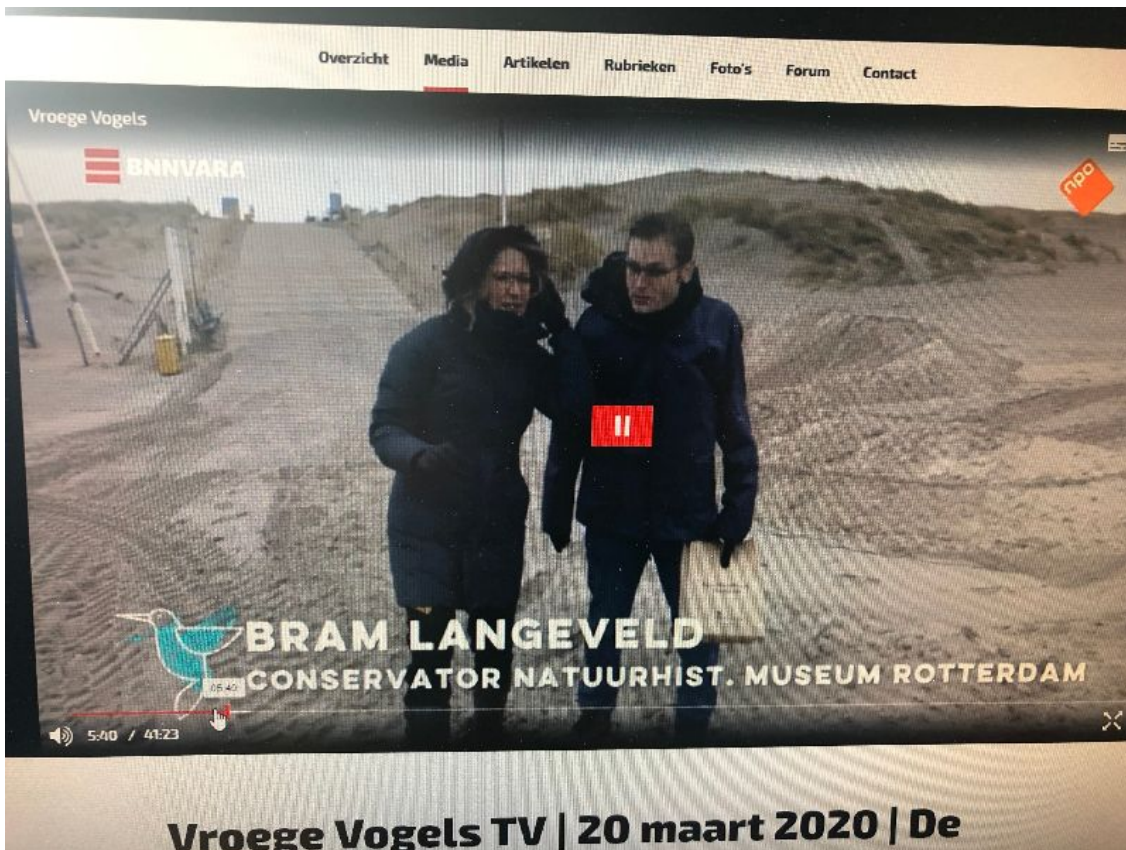 Overzicht Media Artikelen Rubrieken Foto's Forum Contact
Vroege Vogels
BNNVARA
npo
BRAM LANGEVELD
CONSERVATOR NATUURHIST. MUSEUM ROTTERDAM
05:40
5:40 / 41:23
Vroege Vogels TV | 20 maart 2020 | De